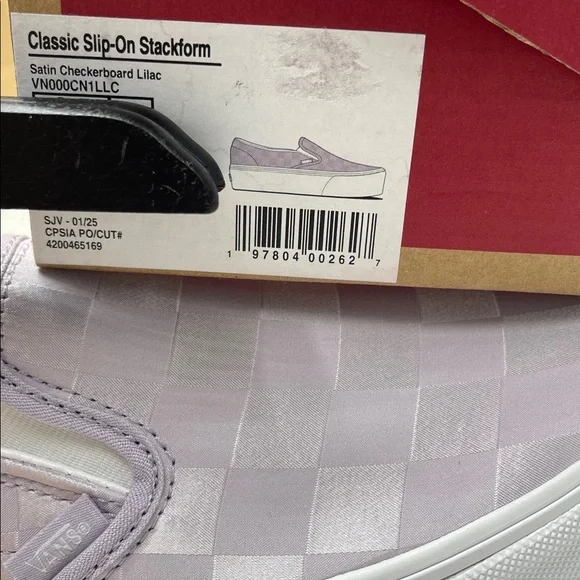 Classic Slip-On Stackform
Satin Checkerboard Lilac
VN000CN1LLC
SJV - 01/25
CPSIA PO/CUT#
4200465169
1 97804 00262 7
VANS®